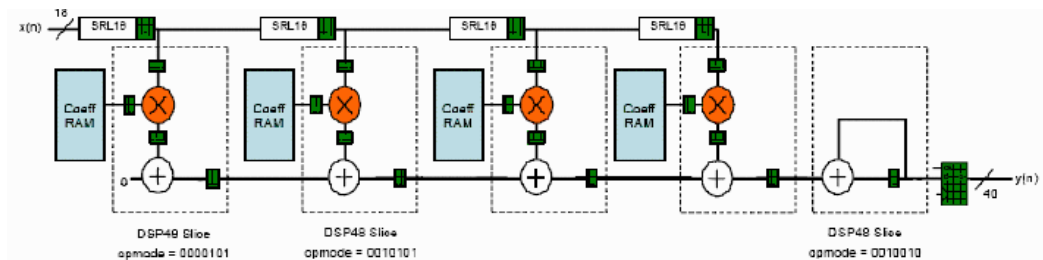 18
x(n)
SRL16
SRL16
SRL16
SRL16
Coeff
RAM
Coeff
RAM
Coeff
RAM
Coeff
RAM
0
y(n)
40
DSP48 Slice
opmode = 0000101
DSP48 Slice
opmode = 0010101
DSP48 Slice
opmode = 0010010